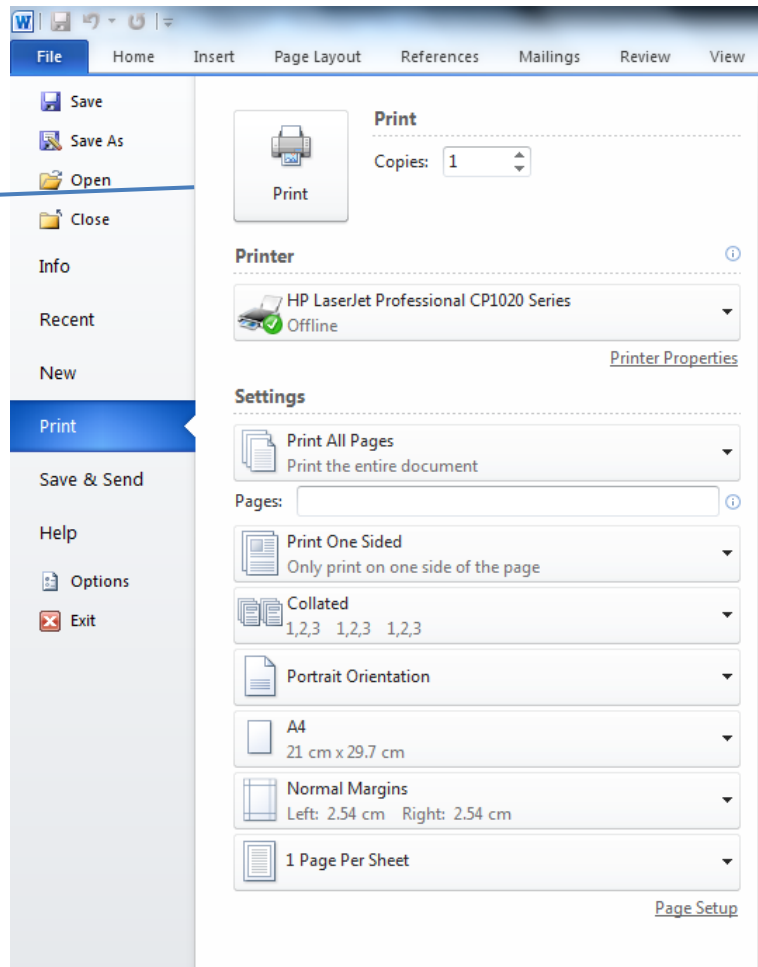 W
File Home Insert Page Layout References Mailings Review View
Save
Save As
Open
Close
Info
Recent
New
Print
Save & Send
Help
Options
Exit
Print
Print
Copies: 1
Printer
HP LaserJet Professional CP1020 Series
Offline
Printer Properties
Settings
Print All Pages
Print the entire document
Pages:
Print One Sided
Only print on one side of the page
Collated
1,2,3 1,2,3 1,2,3
Portrait Orientation
A4
21 cm x 29.7 cm
Normal Margins
Left: 2.54 cm Right: 2.54 cm
1 Page Per Sheet
Page Setup